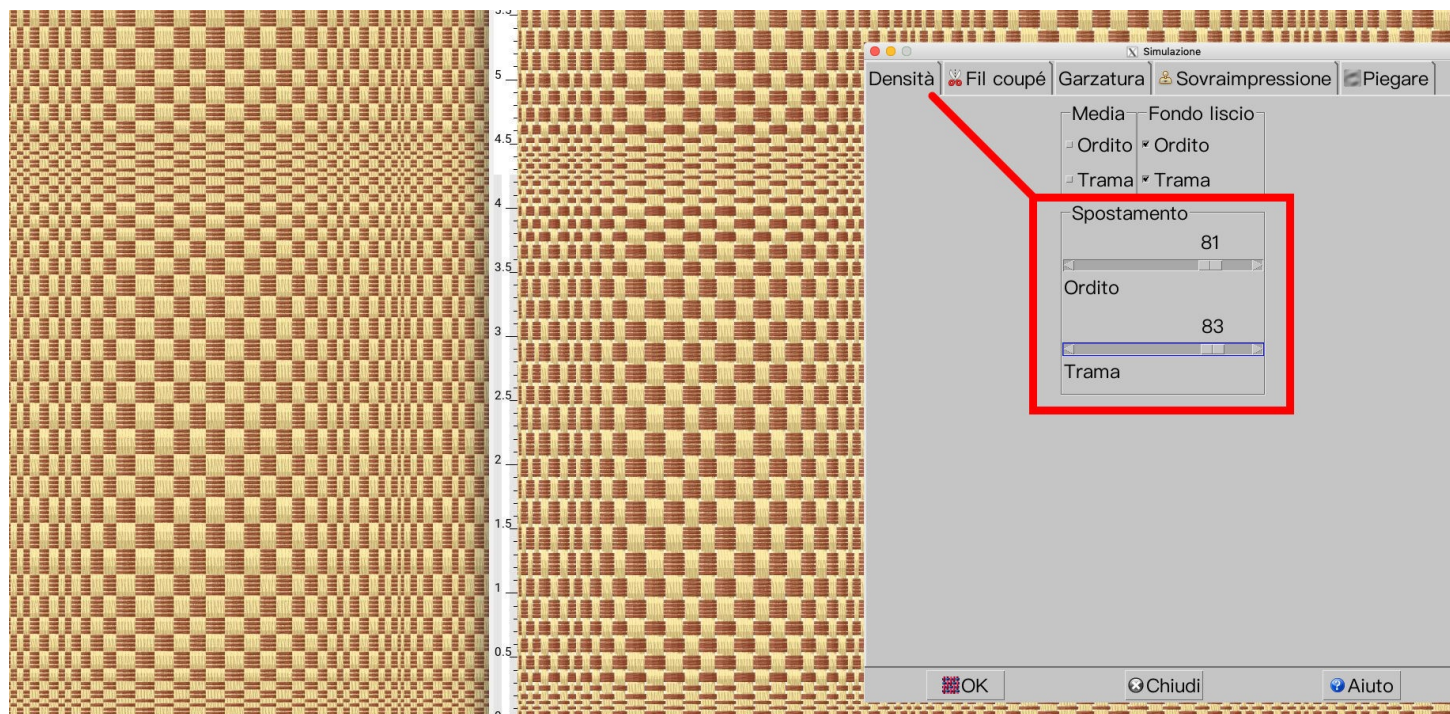 5
4.5
4
3.5
3
2.5
2
1.5
1
0.5
Simulazione
Densità Fil coupé Garzatura Sovraimpressione Piegare
Media Fondo liscio
Ordito Ordito
Trama Trama
Spostamento
81
Ordito
83
Trama
OK Chiudi Aiuto